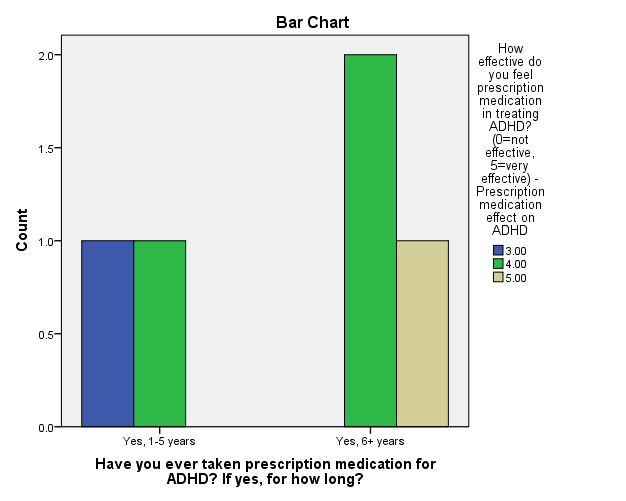 Bar Chart
2.0
1.5
1.0
0.5
0.0
Count
Yes, 1-5 years
Yes, 6+ years
Have you ever taken prescription medication for
ADHD? If yes, for how long?
How
effective do
you feel
prescription
medication
in treating
ADHD?
(0=not
effective,
5=very
effective) -
Prescription
medication
effect on
ADHD
3.00
4.00
5.00